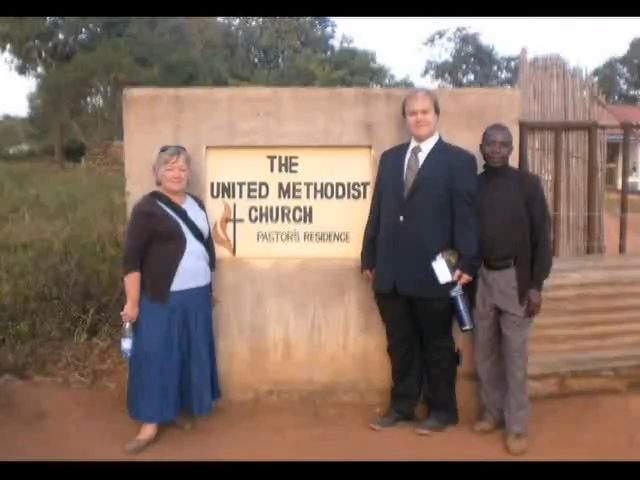 THE
UNITED METHODIST
CHURCH
PASTOR'S RESIDENCE